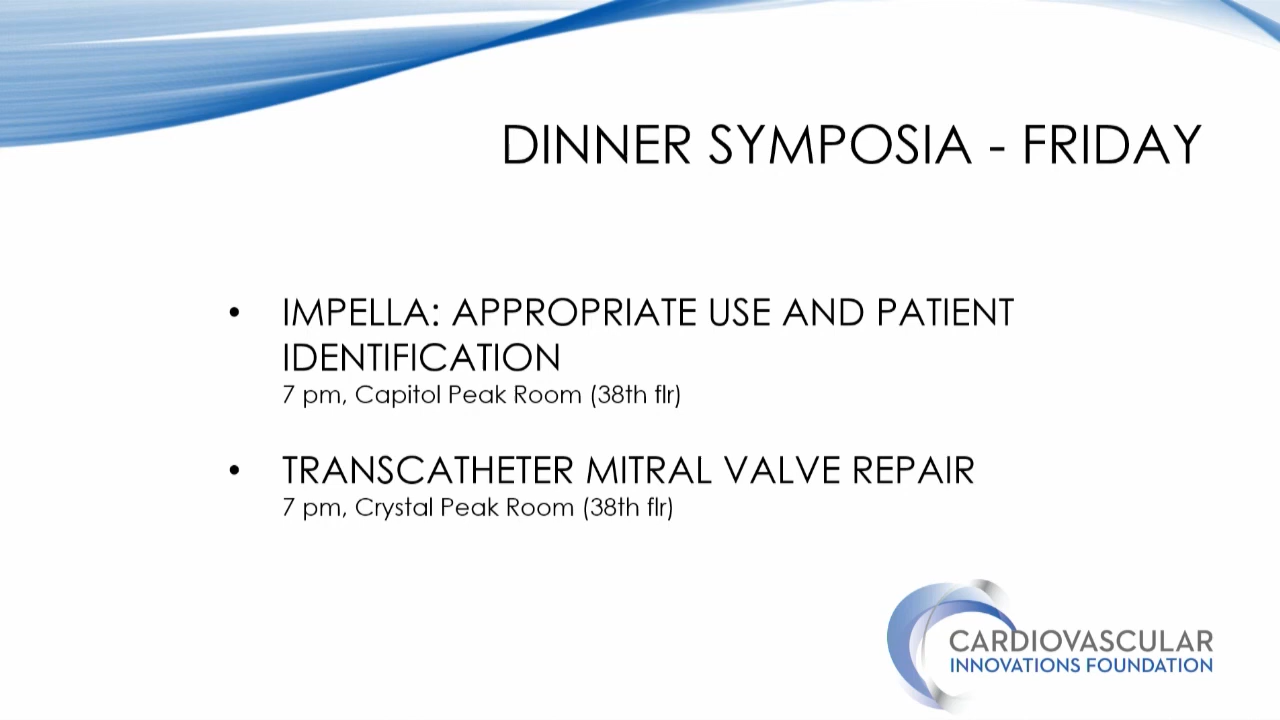 DINNER SYMPOSIA - FRIDAY
• IMPELLA: APPROPRIATE USE AND PATIENT
IDENTIFICATION
7 pm, Capitol Peak Room (38th flr)
• TRANSCATHETER MITRAL VALVE REPAIR
7 pm, Crystal Peak Room (38th flr)
CARDIOVASCULAR
INNOVATIONS FOUNDATION